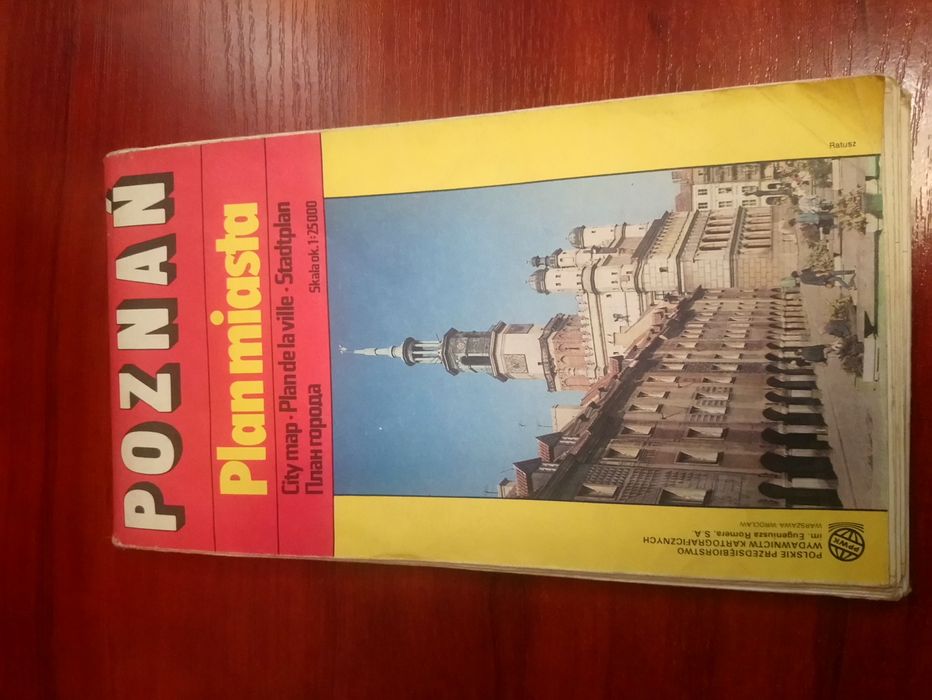 POZNAŃ
Plan miasta
City map · Plan de la ville · Stadtplan
План города
Skala ok. 1:25 000
Ratusz
PPWK
POLSKIE PRZEDSIĘBIORSTWO
WYDAWNICTW KARTOGRAFICZNYCH
im. Eugeniusza Romera, S.A.
WARSZAWA-WROCŁAW